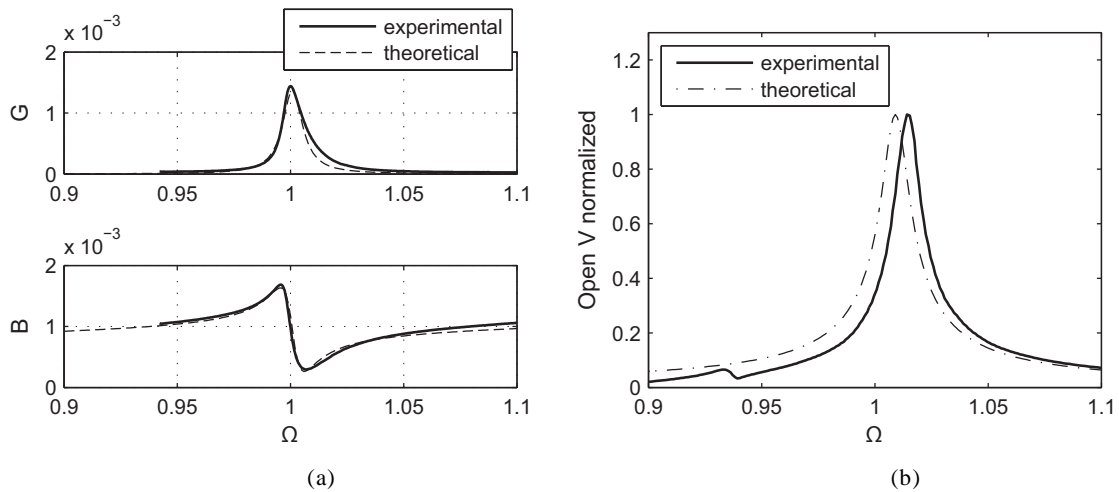 x 10⁻³
experimental
theoretical
2
1
0
G
0.9
0.95
1
1.05
1.1
x 10⁻³
2
1
0
B
0.9
0.95
1
1.05
1.1
Ω
(a)
experimental
theoretical
1.2
1
0.8
0.6
0.4
0.2
0
Open V normalized
0.9
0.95
1
1.05
1.1
Ω
(b)